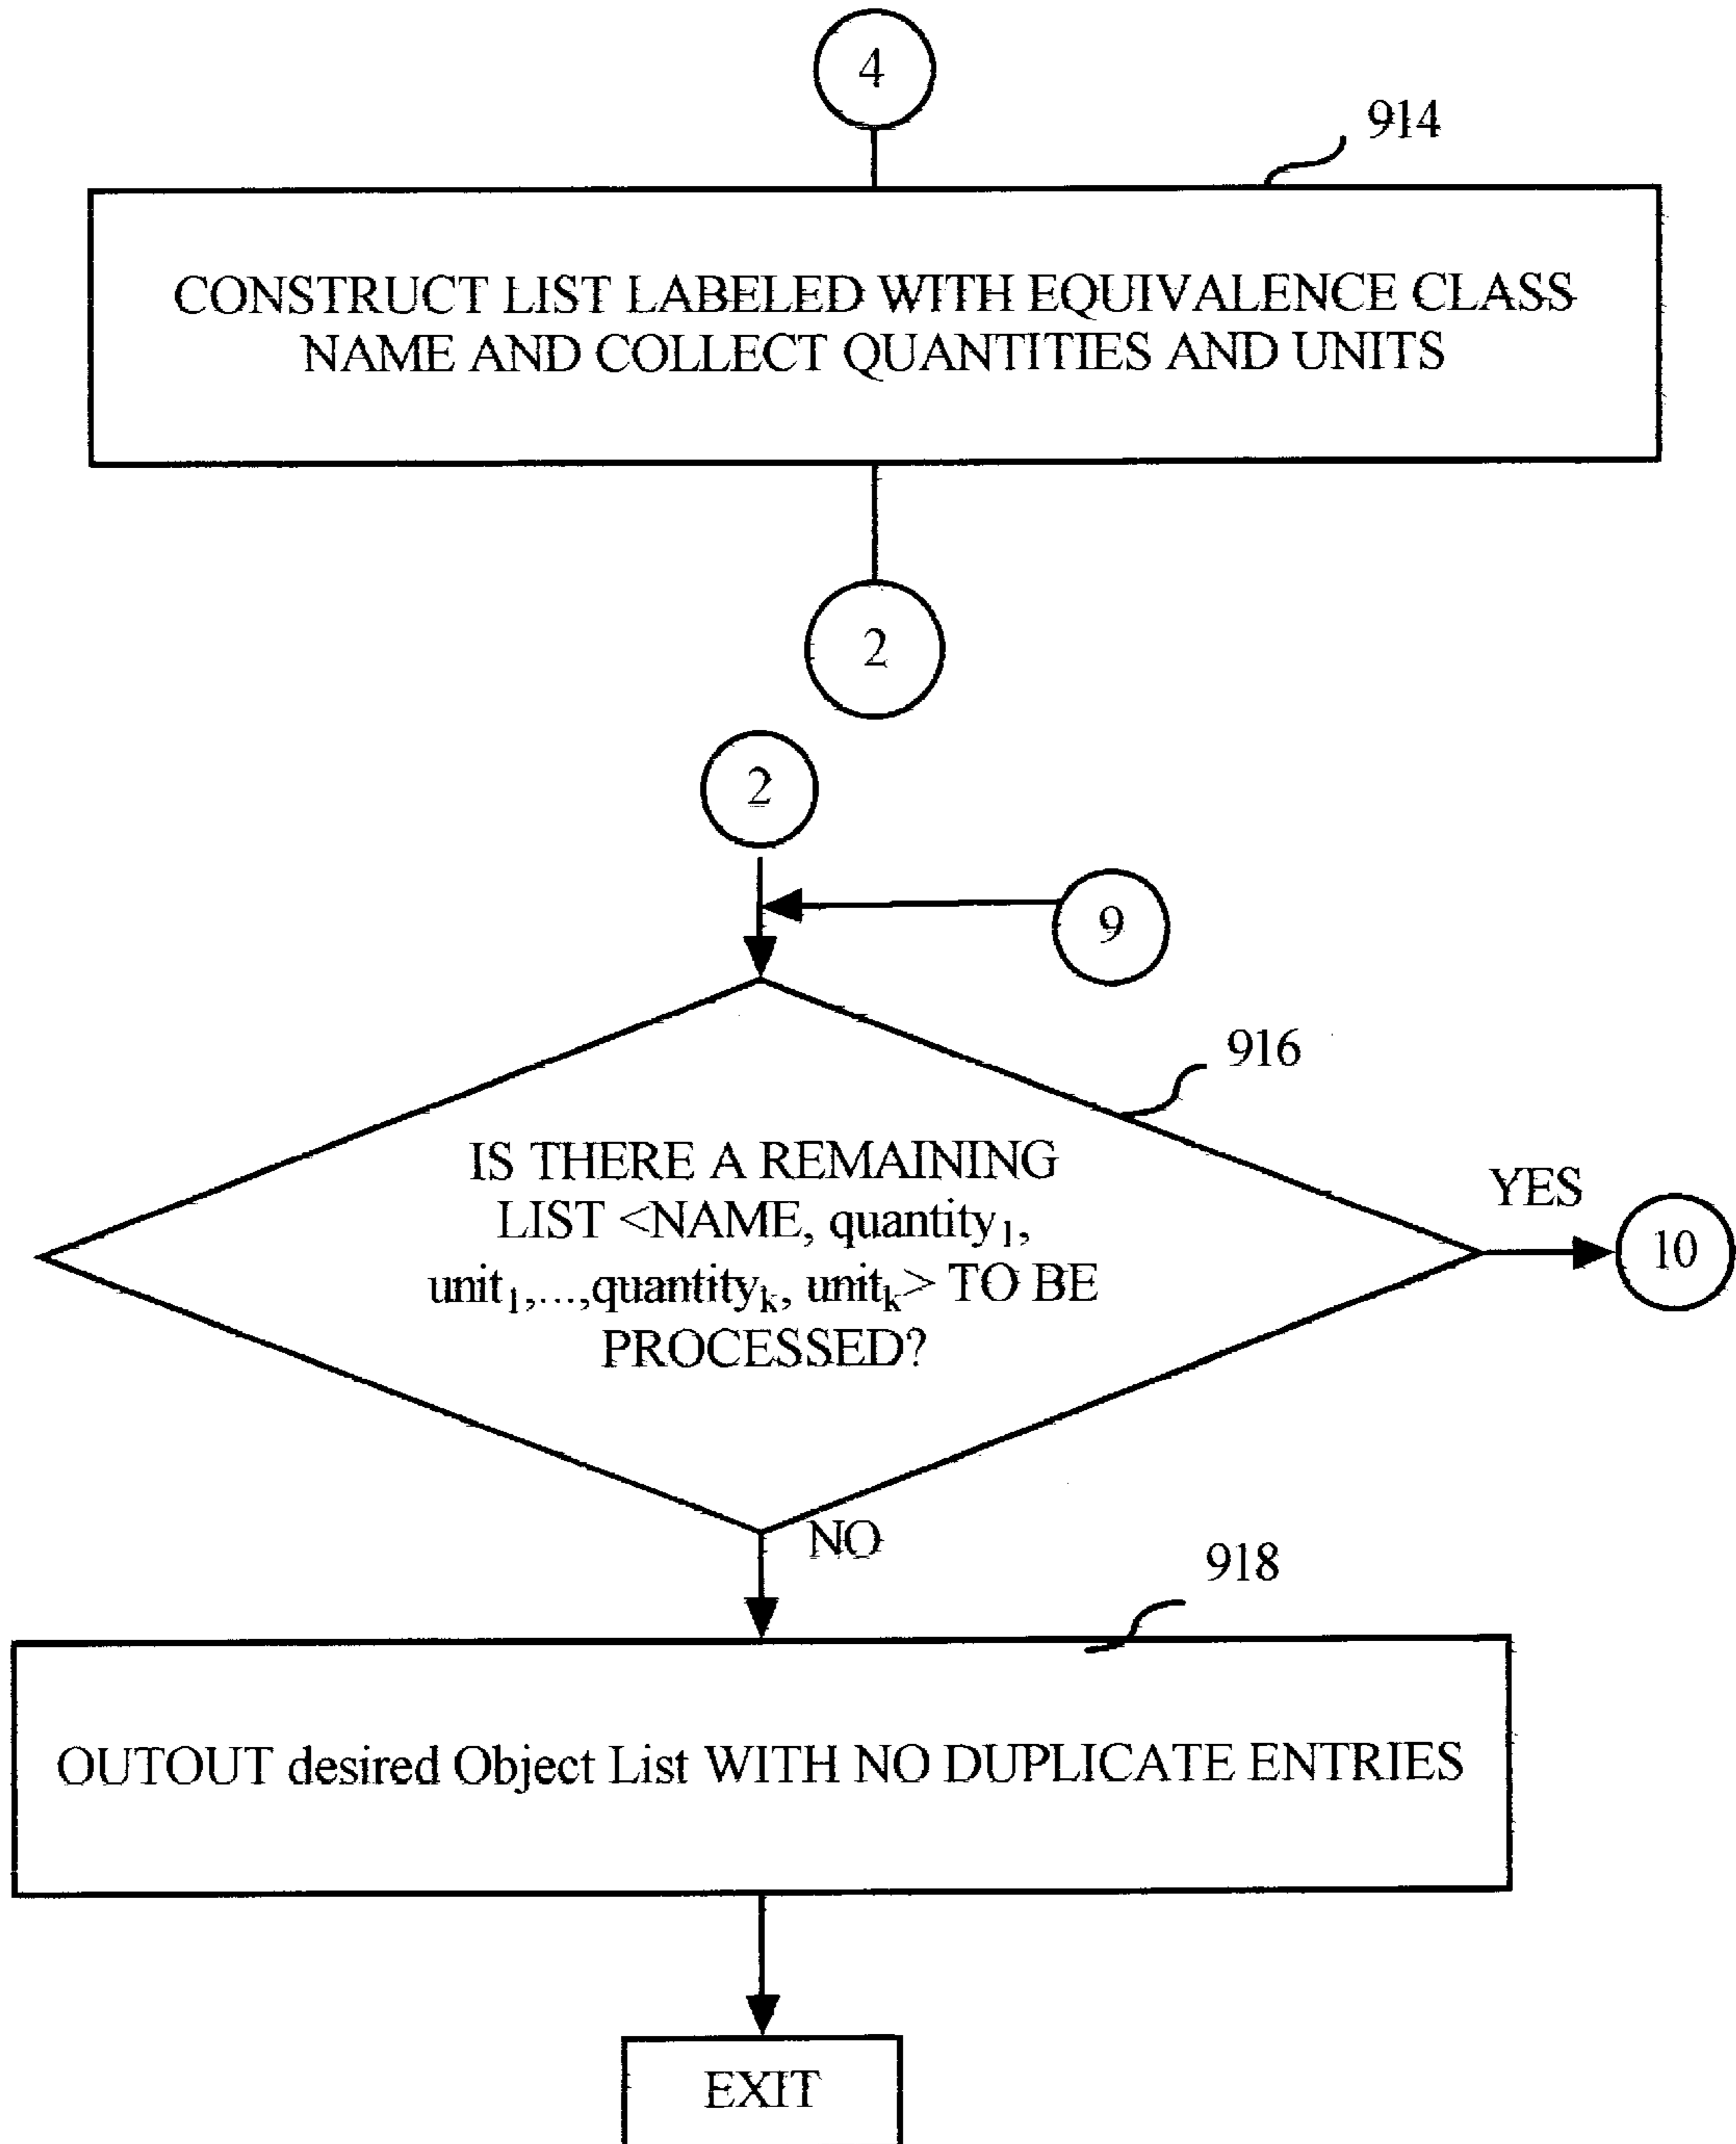 4
914
CONSTRUCT LIST LABELED WITH EQUIVALENCE CLASS
NAME AND COLLECT QUANTITIES AND UNITS
2
2
9
916
IS THERE A REMAINING
LIST <NAME, quantity₁,
unit₁,...,quantityₖ, unitₖ> TO BE
PROCESSED?
YES
10
NO
918
OUTOUT desired Object List WITH NO DUPLICATE ENTRIES
EXIT